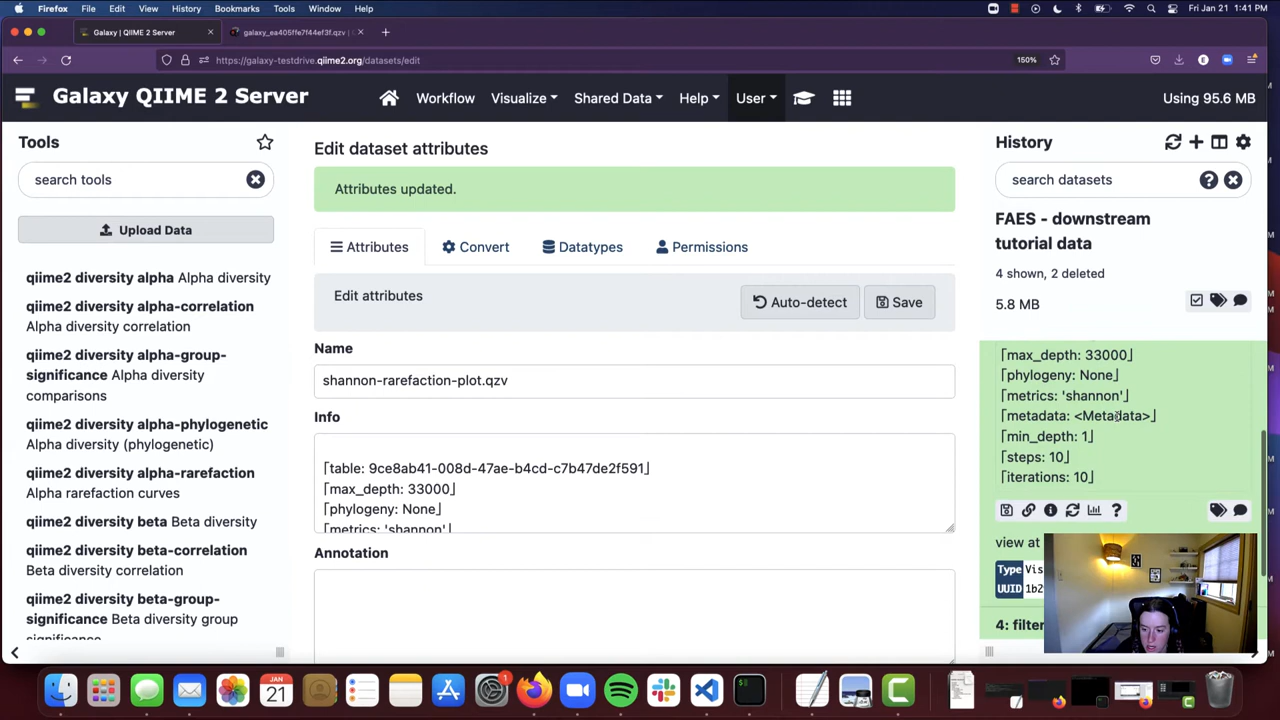 Firefox File Edit View History Bookmarks Tools Window Help Fri Jan 21 1:41 PM
Galaxy | QIIME 2 Server × galaxy_ea405ffe7f44ef3f.qzv | × +
https://galaxy-testdrive.qiime2.org/datasets/edit 150%
Galaxy QIIME 2 Server Workflow Visualize Shared Data Help User Using 95.6 MB
Tools
search tools
Upload Data
qiime2 diversity alpha Alpha diversity
qiime2 diversity alpha-correlation
Alpha diversity correlation
qiime2 diversity alpha-group-
significance Alpha diversity
comparisons
qiime2 diversity alpha-phylogenetic
Alpha diversity (phylogenetic)
qiime2 diversity alpha-rarefaction
Alpha rarefaction curves
qiime2 diversity beta Beta diversity
qiime2 diversity beta-correlation
Beta diversity correlation
qiime2 diversity beta-group-
significance Beta diversity group
significance
Edit dataset attributes
Attributes updated.
Attributes Convert Datatypes Permissions
Edit attributes Auto-detect Save
Name
shannon-rarefaction-plot.qzv
Info
⌈table: 9ce8ab41-008d-47ae-b4cd-c7b47de2f591⌋
⌈max_depth: 33000⌋
⌈phylogeny: None⌋
⌈metrics: 'shannon'⌋
Annotation
History
search datasets
FAES - downstream
tutorial data
4 shown, 2 deleted
5.8 MB
⌈max_depth: 33000⌋
⌈phylogeny: None⌋
⌈metrics: 'shannon'⌋
⌈metadata: <Metadata>⌋
⌈min_depth: 1⌋
⌈steps: 10⌋
⌈iterations: 10⌋
view at
Type Vis
UUID 1b2
4: filter
JAN
21
1